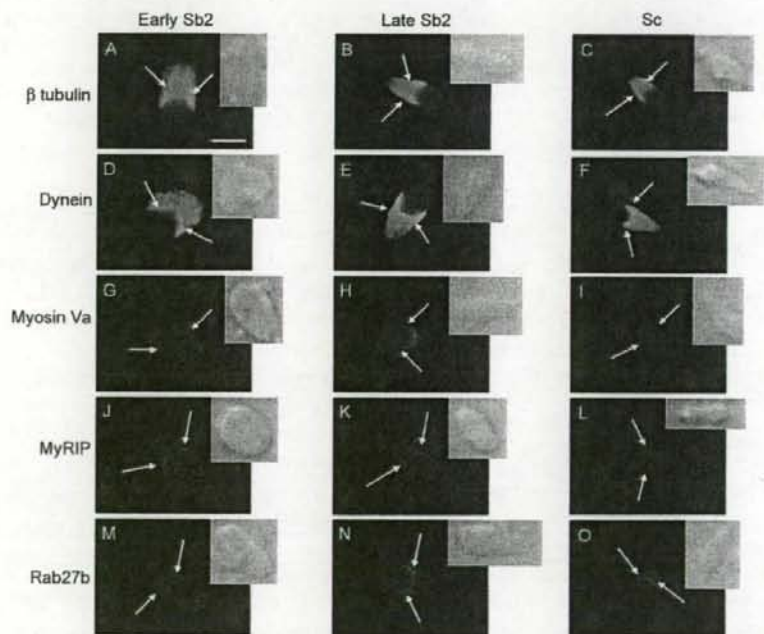 Early Sb2 Late Sb2 Sc
β tubulin A B C
Dynein D E F
Myosin Va G H I
MyRIP J K L
Rab27b M N O